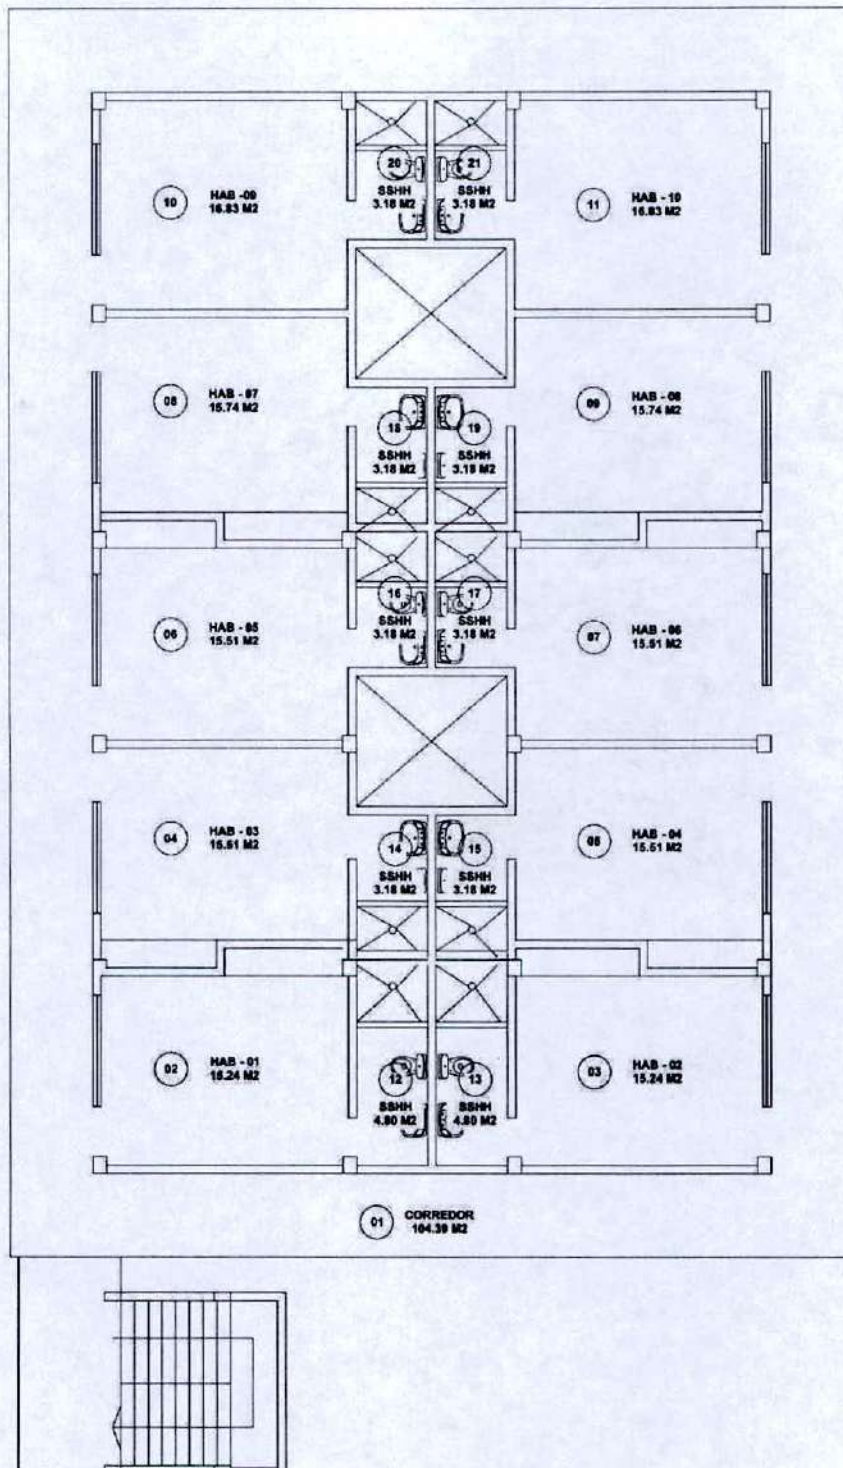 20
21
SSHH
3.18 M2
SSHH
3.18 M2
10
HAB -09
16.83 M2
11
HAB - 10
16.83 M2
08
HAB - 07
15.74 M2
09
HAB - 08
15.74 M2
18
19
SSHH
3.18 M2
SSHH
3.18 M2
16
17
SSHH
3.18 M2
SSHH
3.18 M2
06
HAB - 05
15.51 M2
07
HAB - 06
15.51 M2
04
HAB - 03
15.51 M2
05
HAB - 04
15.51 M2
14
15
SSHH
3.18 M2
SSHH
3.18 M2
02
HAB - 01
15.24 M2
03
HAB - 02
15.24 M2
12
13
SSHH
4.80 M2
SSHH
4.80 M2
01
CORREDOR
104.39 M2